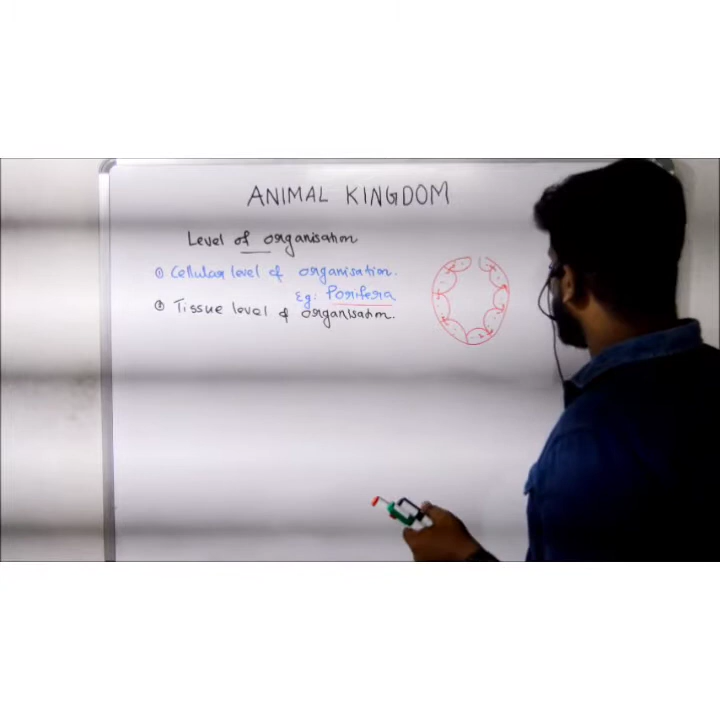 ANIMAL KINGDOM
Level of organisation
① Cellular level of organisation.
Eg: Porifera
② Tissue level of organisation.